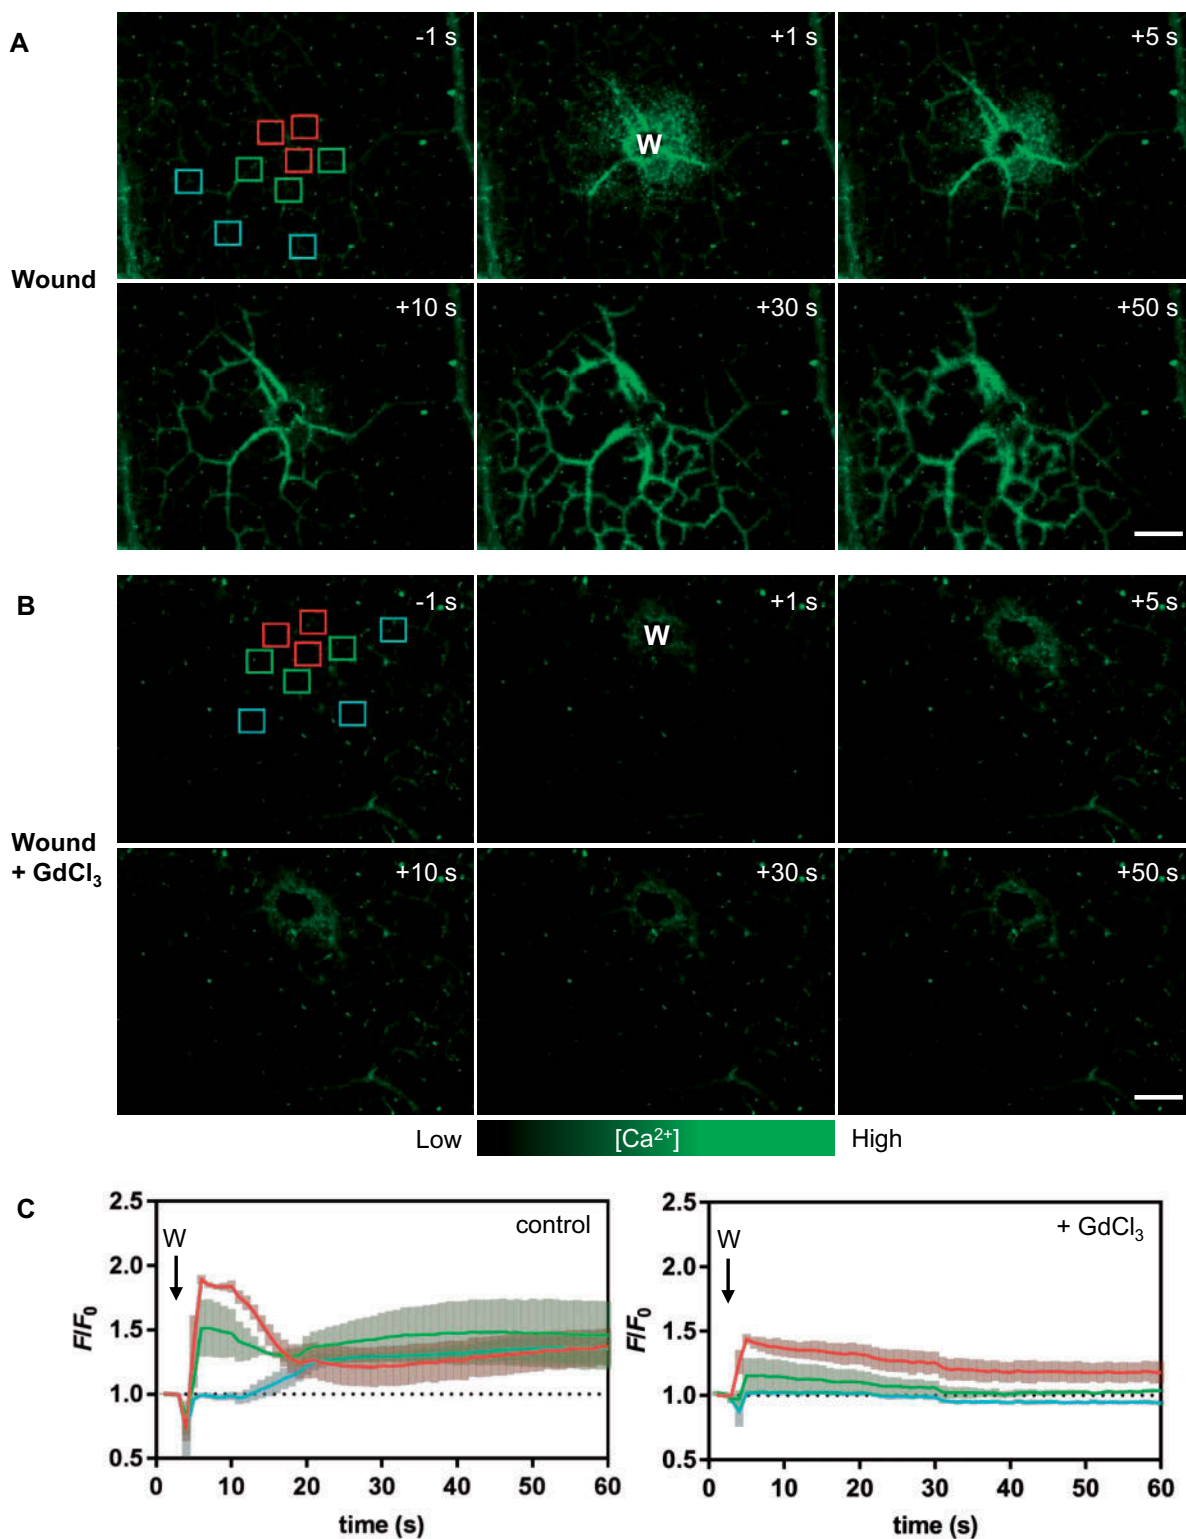 A
-1 s
+1 s
+5 s
W
Wound
+10 s
+30 s
+50 s
B
-1 s
+1 s
+5 s
W
Wound
+ GdCl₃
+10 s
+30 s
+50 s
Low
[Ca²⁺]
High
C
2.5
2.0
1.5
1.0
0.5
F/F₀
W
control
0
10
20
30
40
50
60
time (s)
2.5
2.0
1.5
1.0
0.5
F/F₀
W
+ GdCl₃
0
10
20
30
40
50
60
time (s)